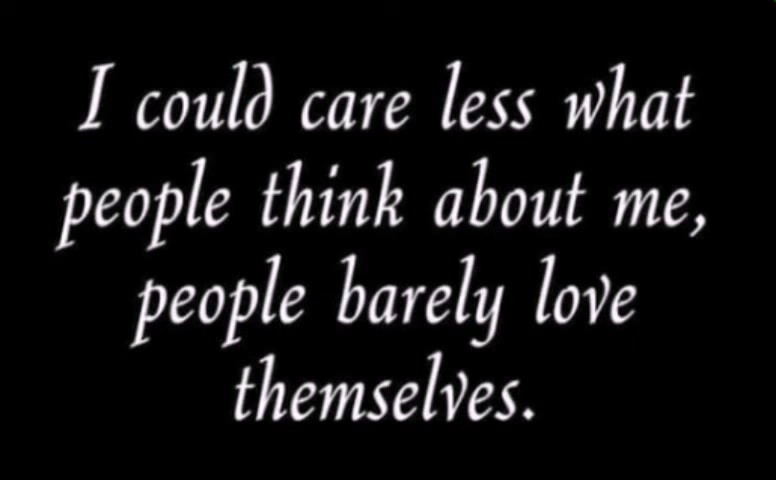 I could care less what
people think about me,
people barely love
themselves.